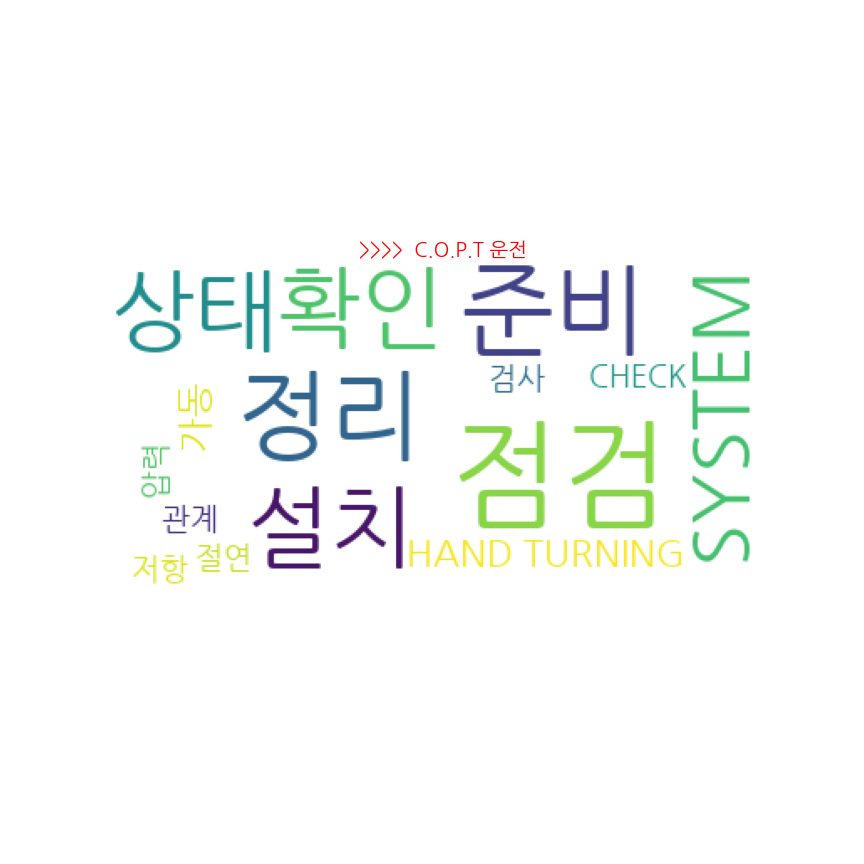 >>>> C.O.P.T 운전
상태
확인
준비
SYSTEM
검사
CHECK
정리
가동
점검
압력
설치
관계
HAND TURNING
절연
저항